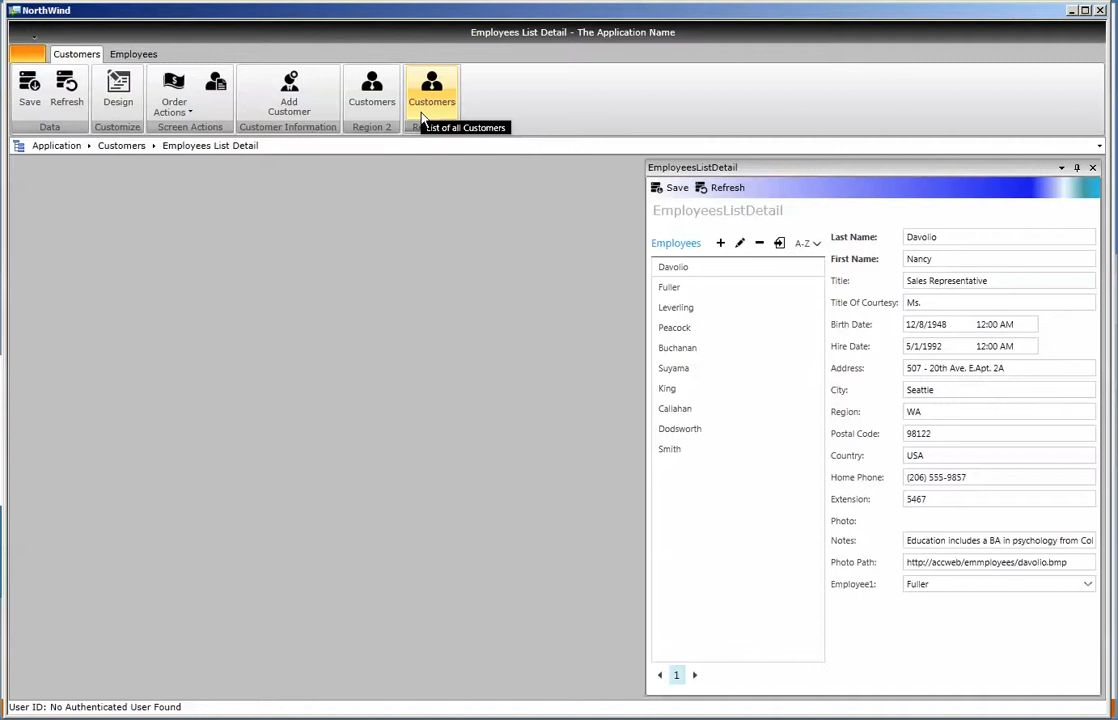 NorthWind
Employees List Detail - The Application Name
Customers
Employees
Save
Refresh
Design
Order Actions
Add Customer
Customers
Customers
Data
Customize
Screen Actions
Customer Information
Region 2
List of all Customers
Application
Customers
Employees List Detail
EmployeesListDetail
Save
Refresh
EmployeesListDetail
Employees
A-Z
Davolio
Fuller
Leverling
Peacock
Buchanan
Suyama
King
Callahan
Dodsworth
Smith
1
Last Name: Davolio
First Name: Nancy
Title: Sales Representative
Title Of Courtesy: Ms.
Birth Date: 12/8/1948 12:00 AM
Hire Date: 5/1/1992 12:00 AM
Address: 507 - 20th Ave. E.Apt. 2A
City: Seattle
Region: WA
Postal Code: 98122
Country: USA
Home Phone: (206) 555-9857
Extension: 5467
Photo:
Notes: Education includes a BA in psychology from Col
Photo Path: http://accweb/emmployees/davolio.bmp
Employee1: Fuller
User ID: No Authenticated User Found